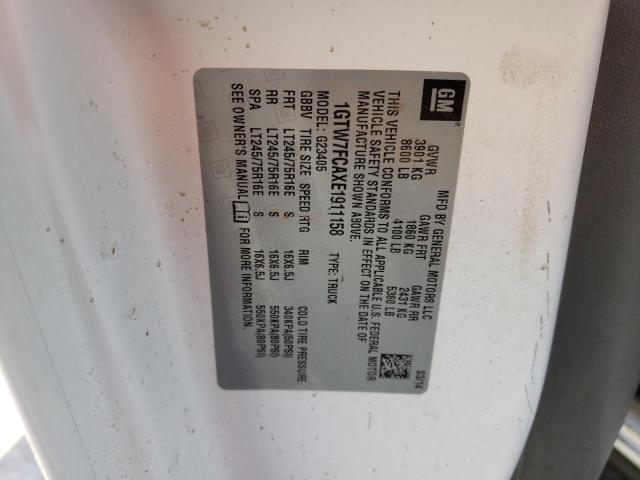 GM
MFD BY GENERAL MOTORS LLC
03/14
GVWR GAWR FRT GAWR RR
3901 KG 1860 KG 2431 KG
8600 LB 4100 LB 5360 LB
THIS VEHICLE CONFORMS TO ALL APPLICABLE U.S. FEDERAL MOTOR
VEHICLE SAFETY STANDARDS IN EFFECT ON THE DATE OF
MANUFACTURE SHOWN ABOVE.
1GTW7FCAXE1911158 TYPE: TRUCK
MODEL: G23405
GBBV TIRE SIZE SPEED RTG RIM COLD TIRE PRESSURE
FRT LT245/75R16E S 16X6.5J 340KPA(50PSI)
RR LT245/75R16E S 16X6.5J 550KPA(80PSI)
SPA LT245/75R16E S 16X6.5J 550KPA(80PSI)
SEE OWNER'S MANUAL FOR MORE INFORMATION.